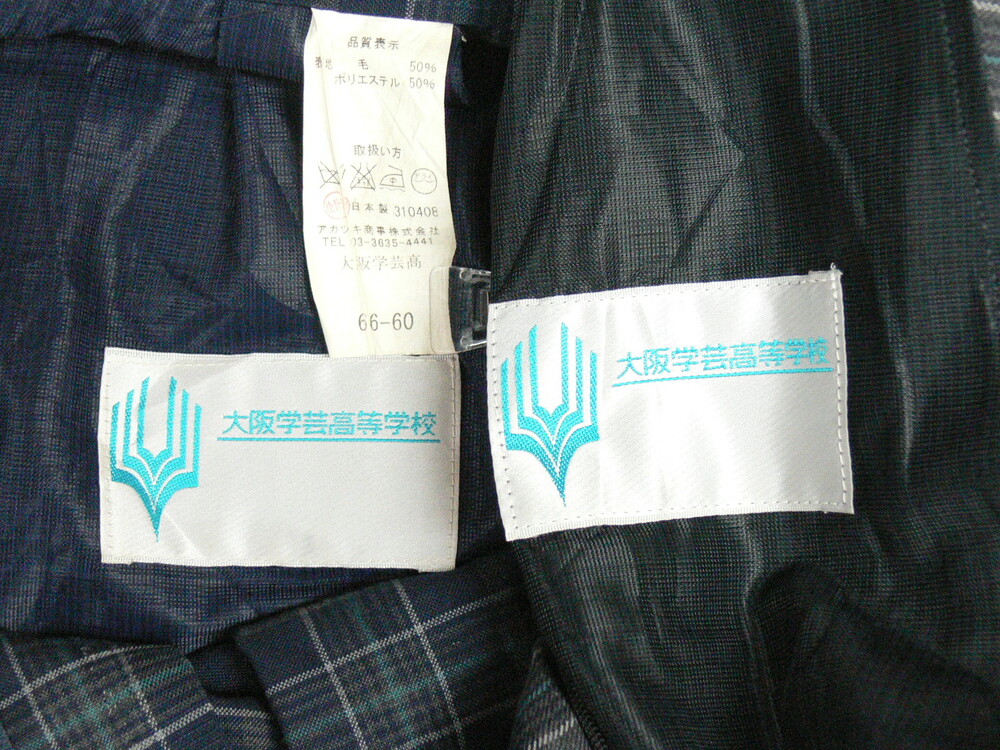 品質表示
表地 毛 50%
ポリエステル 50%
取扱い方
日本製 310408
アカツキ商事株式会社
TEL 03-3635-4441
大阪学芸高
66-60
大阪学芸高等学校
大阪学芸高等学校